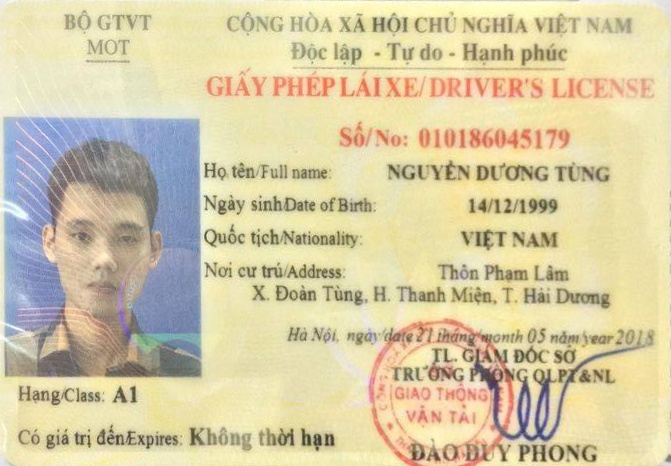 BỘ GTVT
MOT
CỘNG HÒA XÃ HỘI CHỦ NGHĨA VIỆT NAM
Độc lập - Tự do - Hạnh phúc
GIẤY PHÉP LÁI XE/ DRIVER'S LICENSE
Số/No: 010186045179
Họ tên/Full name: NGUYỄN DƯƠNG TÙNG
Ngày sinh/Date of Birth: 14/12/1999
Quốc tịch/Nationality: VIỆT NAM
Nơi cư trú/Address: Thôn Phạm Lâm
X. Đoàn Tùng, H. Thanh Miện, T. Hải Dương
Hà Nội, ngày/date 21 tháng/month 05 năm/year 2018
TL. GIÁM ĐỐC SỞ
TRƯỞNG PHÒNG QLPT&NL
GIAO THÔNG
VẬN TẢI
Hạng/Class: A1
Có giá trị đến/Expires: Không thời hạn
ĐÀO DUY PHONG